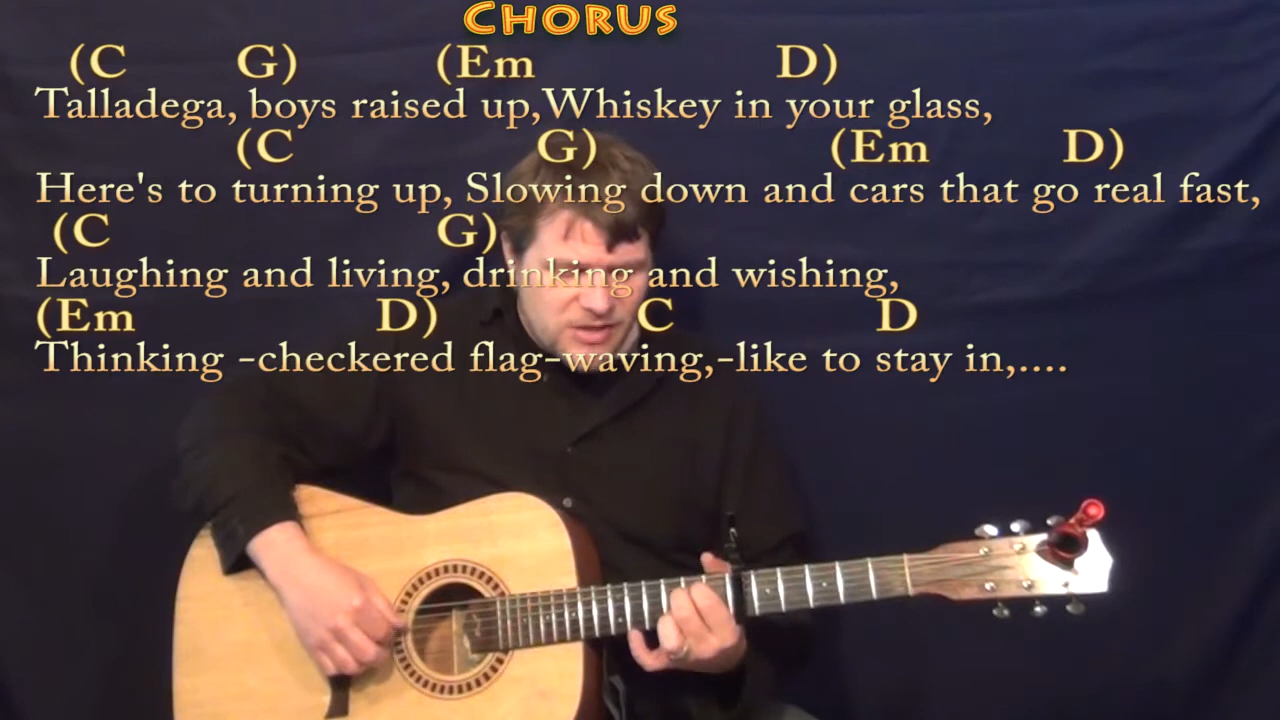 CHORUS
(C G) (Em D)
Talladega, boys raised up,Whiskey in your glass,
(C G) (Em D)
Here's to turning up, Slowing down and cars that go real fast,
(C G)
Laughing and living, drinking and wishing,
(Em D) C D
Thinking -checkered flag-waving,-like to stay in,....